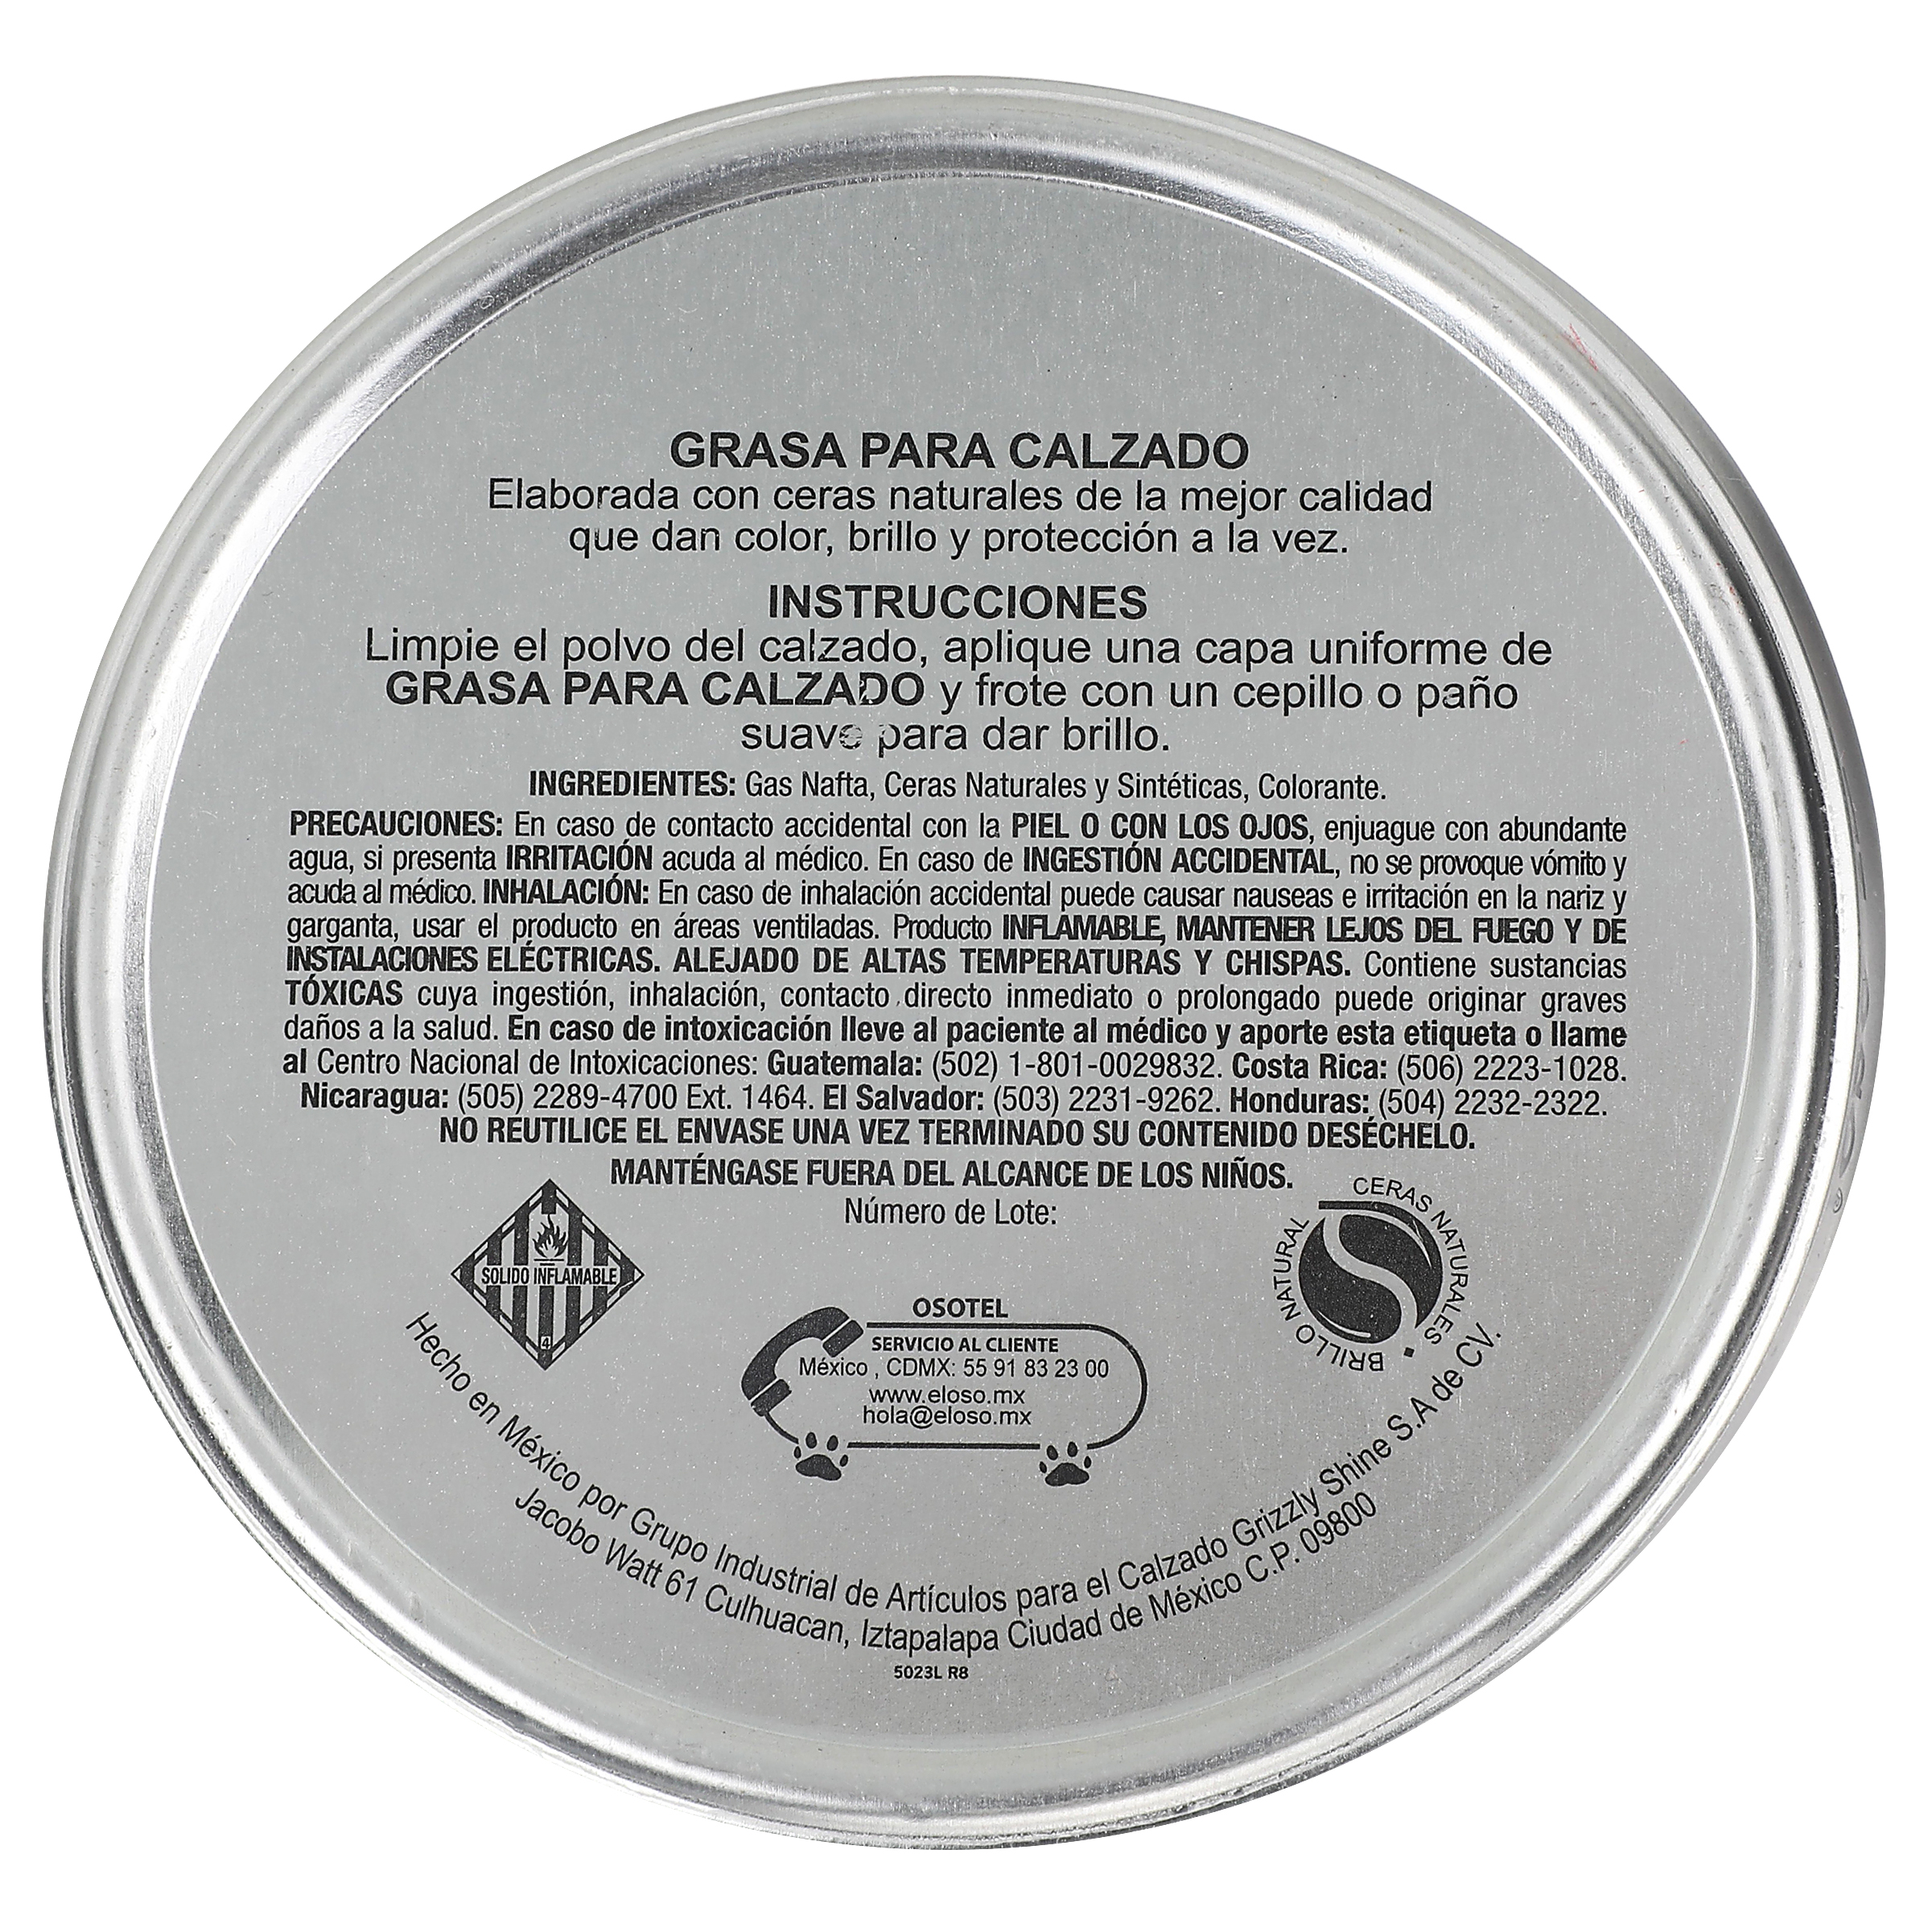 GRASA PARA CALZADO
Elaborada con ceras naturales de la mejor calidad
que dan color, brillo y protección a la vez.
INSTRUCCIONES
Limpie el polvo del calzado, aplique una capa uniforme de
GRASA PARA CALZADO y frote con un cepillo o paño
suave para dar brillo.
INGREDIENTES: Gas Nafta, Ceras Naturales y Sintéticas, Colorante.
PRECAUCIONES: En caso de contacto accidental con la PIEL O CON LOS OJOS, enjuague con abundante
agua, si presenta IRRITACIÓN acuda al médico. En caso de INGESTIÓN ACCIDENTAL, no se provoque vómito y
acuda al médico. INHALACIÓN: En caso de inhalación accidental puede causar nauseas e irritación en la nariz y
garganta, usar el producto en áreas ventiladas. Producto INFLAMABLE, MANTENER LEJOS DEL FUEGO Y DE
INSTALACIONES ELÉCTRICAS. ALEJADO DE ALTAS TEMPERATURAS Y CHISPAS. Contiene sustancias
TÓXICAS cuya ingestión, inhalación, contacto directo inmediato o prolongado puede originar graves
daños a la salud. En caso de intoxicación lleve al paciente al médico y aporte esta etiqueta o llame
al Centro Nacional de Intoxicaciones: Guatemala: (502) 1-801-0029832. Costa Rica: (506) 2223-1028.
Nicaragua: (505) 2289-4700 Ext. 1464. El Salvador: (503) 2231-9262. Honduras: (504) 2232-2322.
NO REUTILICE EL ENVASE UNA VEZ TERMINADO SU CONTENIDO DESÉCHELO.
MANTÉNGASE FUERA DEL ALCANCE DE LOS NIÑOS.
Número de Lote:
SOLIDO INFLAMABLE
4
CERAS NATURALES • BRILLO NATURAL
OSOTEL
SERVICIO AL CLIENTE
México , CDMX: 55 91 83 23 00
www.eloso.mx
hola@eloso.mx
Hecho en México por Grupo Industrial de Artículos para el Calzado Grizzly Shine S.A de CV.
Jacobo Watt 61 Culhuacan, Iztapalapa Ciudad de México C.P. 09800
5023L R8